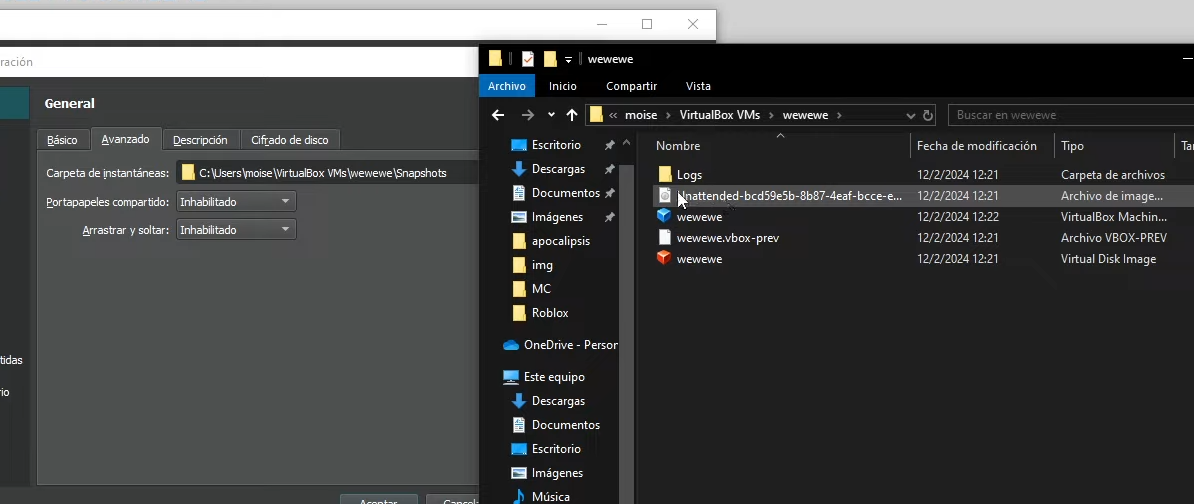 ración
General
Básico
Avanzado
Descripción
Cifrado de disco
Carpeta de instantáneas: C:\Users\moise\VirtualBox VMs\wewewe\Snapshots
Portapapeles compartido: Inhabilitado
Arrastrar y soltar: Inhabilitado
tidas
rio
Aceptar
Cancel
wewewe
Archivo
Inicio
Compartir
Vista
« moise > VirtualBox VMs > wewewe >
Buscar en wewewe
Escritorio
Descargas
Documentos
Imágenes
apocalipsis
img
MC
Roblox
OneDrive - Person
Este equipo
Descargas
Documentos
Escritorio
Imágenes
Música
Nombre Fecha de modificación Tipo Ta
Logs 12/2/2024 12:21 Carpeta de archivos
Unattended-bcd59e5b-8b87-4eaf-bcce-e... 12/2/2024 12:21 Archivo de image...
wewewe 12/2/2024 12:22 VirtualBox Machin...
wewewe.vbox-prev 12/2/2024 12:21 Archivo VBOX-PREV
wewewe 12/2/2024 12:21 Virtual Disk Image